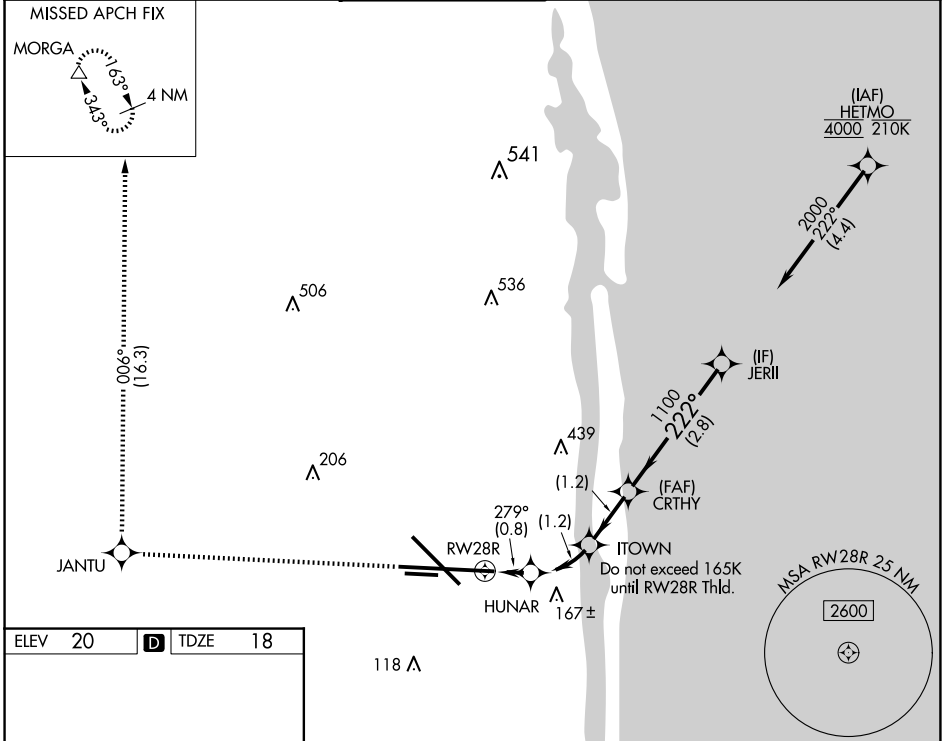 MISSED APCH FIX
MORGA
163°
343°
4 NM
(IAF)
HETMO
4000 210K
2000
222°
(4.4)
541
506
536
006°
(16.3)
(IF)
JERII
1100
222°
(2.8)
439
206
(1.2)
(FAF)
CRTHY
279°
(0.8)
(1.2)
RW28R
ITOWN
JANTU
Do not exceed 165K
until RW28R Thld.
HUNAR
167 ±
MSA RW28R 25 NM
2600
ELEV 20 D TDZE 18
118